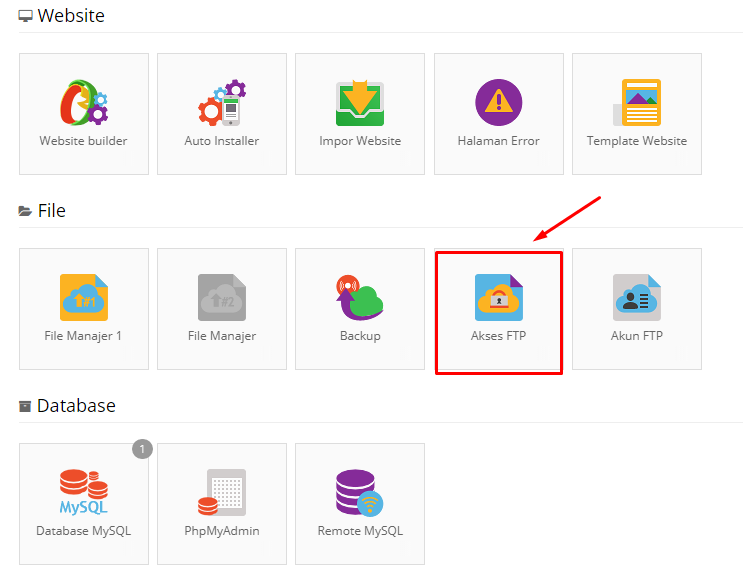 Website
Website builder
Auto Installer
Impor Website
Halaman Error
Template Website
File
#1
File Manajer 1
#2
File Manajer
Backup
Akses FTP
Akun FTP
Database
1
MySQL
Database MySQL
PhpMyAdmin
Remote MySQL